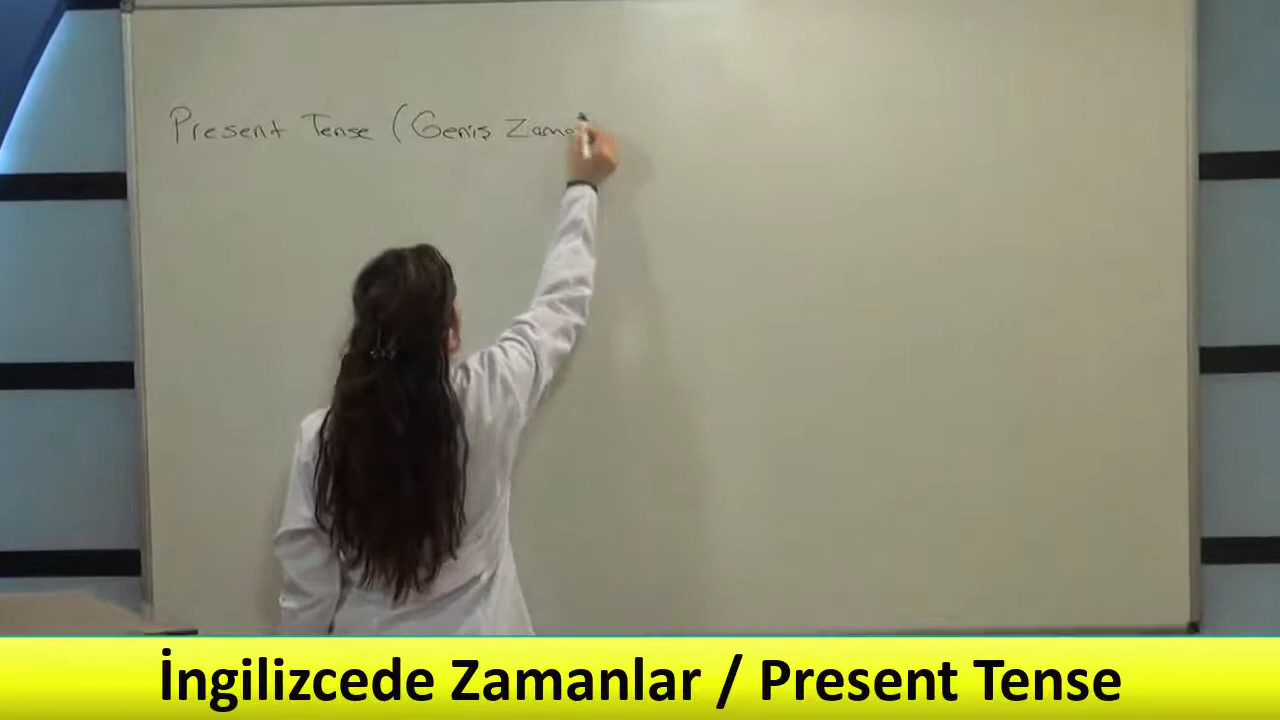 Present Tense (Geniş Zama
İngilizcede Zamanlar / Present Tense